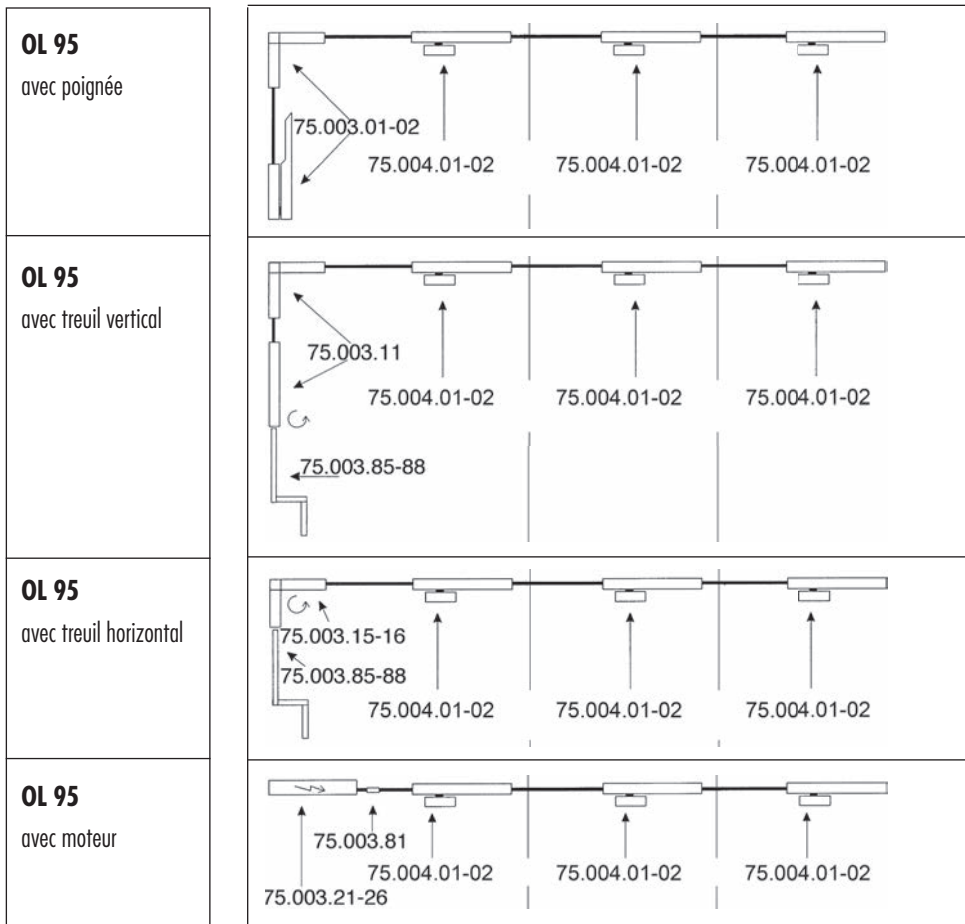 OL 95
avec poignée
75.003.01-02
75.004.01-02 75.004.01-02 75.004.01-02
OL 95
avec treuil vertical
75.003.11
75.004.01-02 75.004.01-02 75.004.01-02
75.003.85-88
OL 95
avec treuil horizontal
75.003.15-16
75.003.85-88
75.004.01-02 75.004.01-02 75.004.01-02
OL 95
avec moteur
75.003.81
75.004.01-02 75.004.01-02 75.004.01-02
75.003.21-26